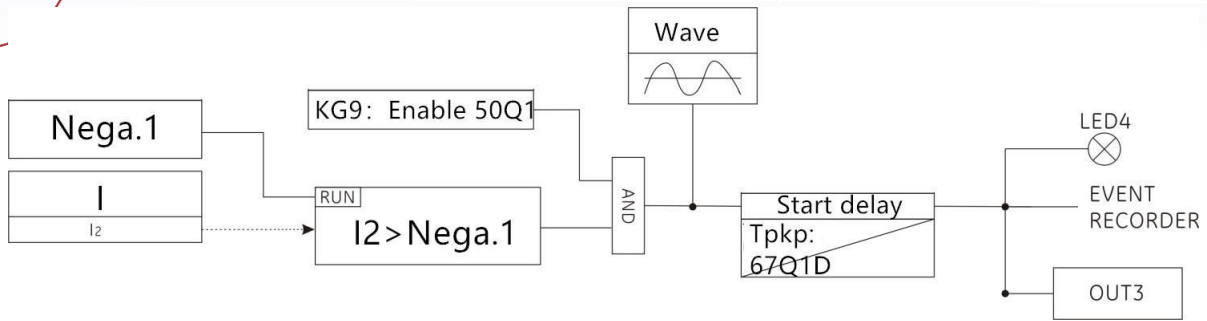 Wave
KG9: Enable 50Q1
Nega.1
I
I2
RUN
I2>Nega.1
AND
Start delay
Tpkp:
67Q1D
LED4
EVENT
RECORDER
OUT3